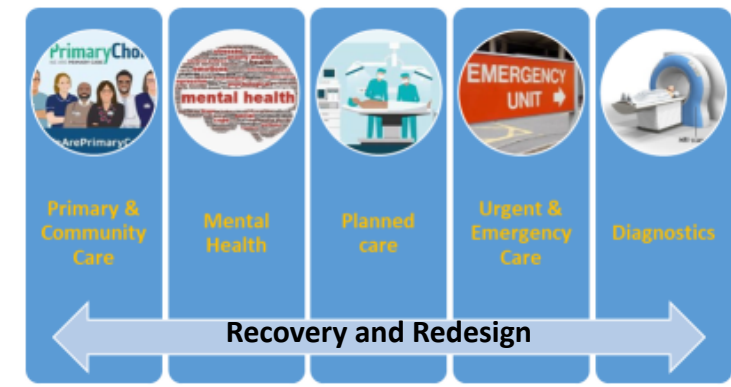 PrimaryCho
mental health
EMERGENCY
UNIT →
ArePrimaryC
Primary &
Community
Care
Mental
Health
Planned
care
Urgent &
Emergency
Care
Diagnostics
Recovery and Redesign